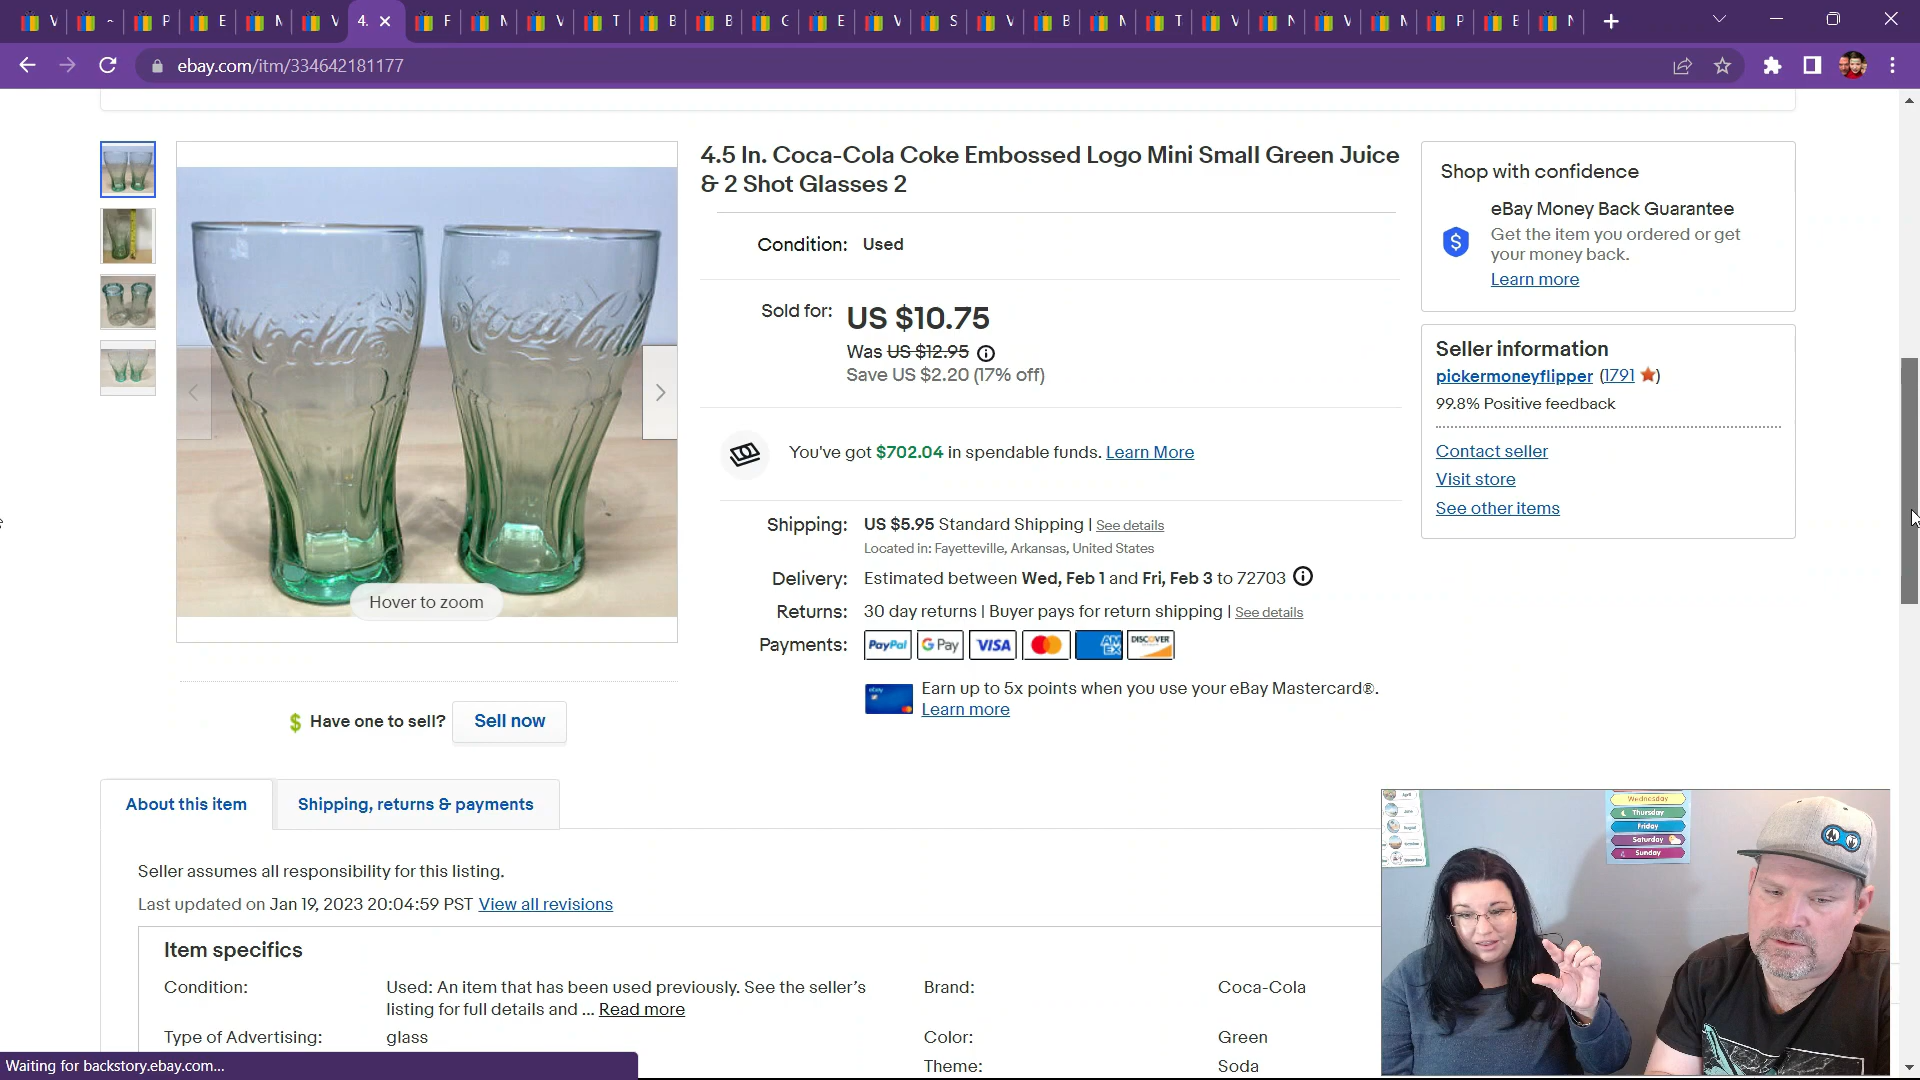 4.
ebay.com/itm/334642181177
4.5 In. Coca-Cola Coke Embossed Logo Mini Small Green Juice
& 2 Shot Glasses 2
Condition: Used
Sold for: US $10.75
Was US $12.95
Save US $2.20 (17% off)
You've got $702.04 in spendable funds. Learn More
Shipping: US $5.95 Standard Shipping | See details
Located in: Fayetteville, Arkansas, United States
Delivery: Estimated between Wed, Feb 1 and Fri, Feb 3 to 72703
Returns: 30 day returns | Buyer pays for return shipping | See details
Payments: PayPal G Pay VISA AM EX DISCOVER
ebay
Earn up to 5x points when you use your eBay Mastercard®.
Learn more
Shop with confidence
eBay Money Back Guarantee
Get the item you ordered or get
your money back.
Learn more
Seller information
pickermoneyflipper (1791)
99.8% Positive feedback
Contact seller
Visit store
See other items
Coca-Cola
Hover to zoom
$ Have one to sell? Sell now
About this item
Shipping, returns & payments
Seller assumes all responsibility for this listing.
Last updated on Jan 19, 2023 20:04:59 PST View all revisions
Item specifics
Condition: Used: An item that has been used previously. See the seller's
listing for full details and ... Read more
Brand: Coca-Cola
Type of Advertising: glass
Color: Green
Theme: Soda
Waiting for backstory.ebay.com...
Wednesday
Thursday
Friday
Saturday
Sunday